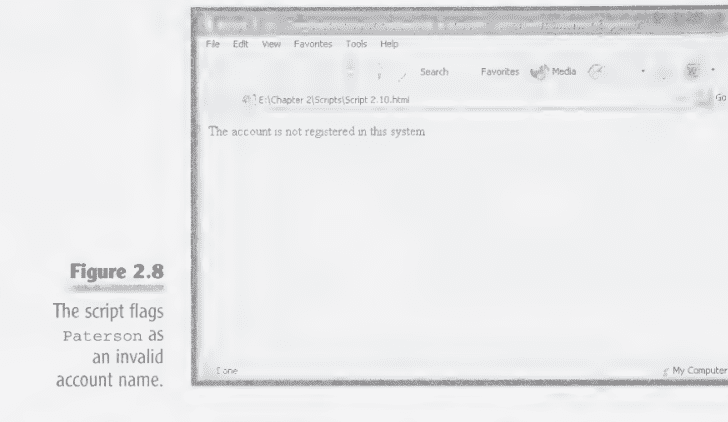 File Edit View Favorites Tools Help
Search Favorites Media
E:\Chapter 2\Scripts\Script 2.10.html
Go
The account is not registered in this system
Figure 2.8
The script flags
Paterson as
an invalid
account name.
My Computer